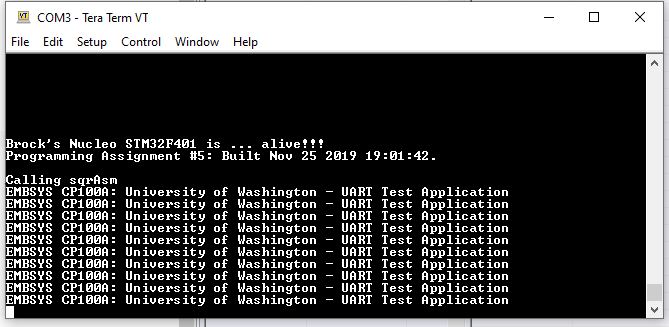 VT COM3 - Tera Term VT
File Edit Setup Control Window Help
Brock's Nucleo STM32F401 is ... alive!!!
Programming Assignment #5: Built Nov 25 2019 19:01:42.
Calling sqrAsm
EMBSYS CP100A: University of Washington - UART Test Application
EMBSYS CP100A: University of Washington - UART Test Application
EMBSYS CP100A: University of Washington - UART Test Application
EMBSYS CP100A: University of Washington - UART Test Application
EMBSYS CP100A: University of Washington - UART Test Application
EMBSYS CP100A: University of Washington - UART Test Application
EMBSYS CP100A: University of Washington - UART Test Application
EMBSYS CP100A: University of Washington - UART Test Application
EMBSYS CP100A: University of Washington - UART Test Application
EMBSYS CP100A: University of Washington - UART Test Application